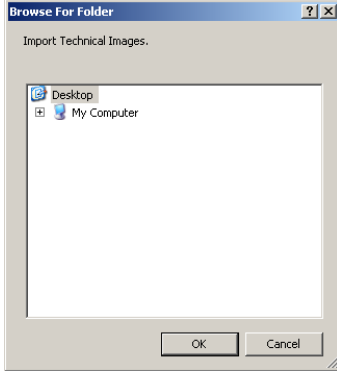 Browse For Folder
Import Technical Images.
Desktop
My Computer
OK
Cancel